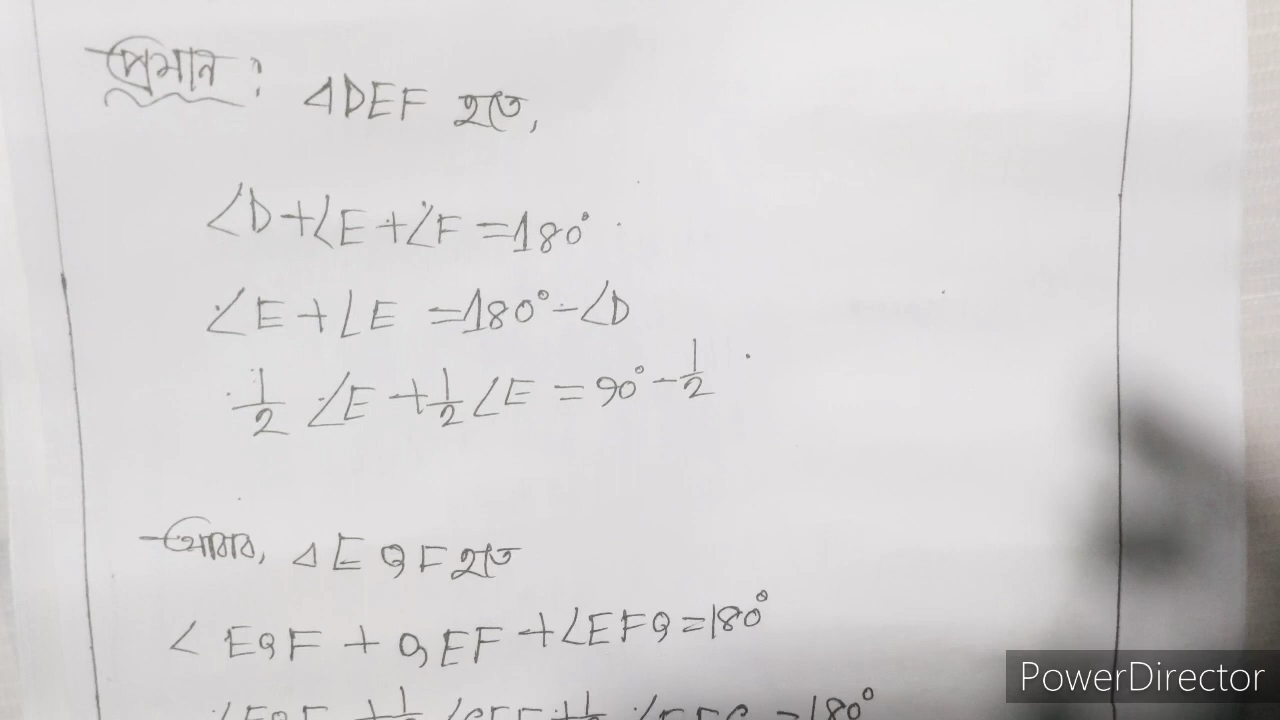 প্রমান : ΔDEF হতে,
∠D+∠E+∠F =180°
∠E+∠E =180°-∠D
1/2 ∠E +1/2 ∠E = 90°-1/2
আবার, ΔEQF হতে
∠ EQF + QEF +∠EFQ =180°
=180°
PowerDirector